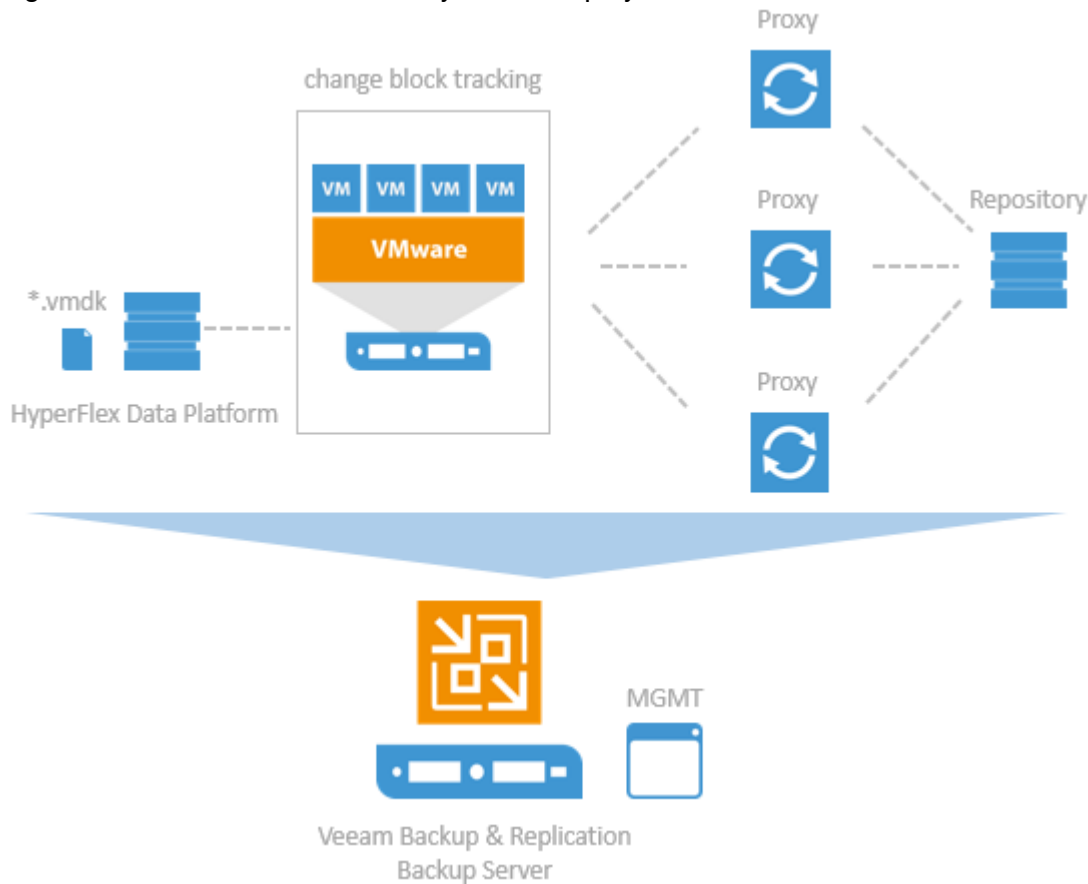 Proxy
change block tracking
VM VM VM VM
VMware
Proxy
Repository
*.vmdk
HyperFlex Data Platform
Proxy
MGMT
Veeam Backup & Replication
Backup Server